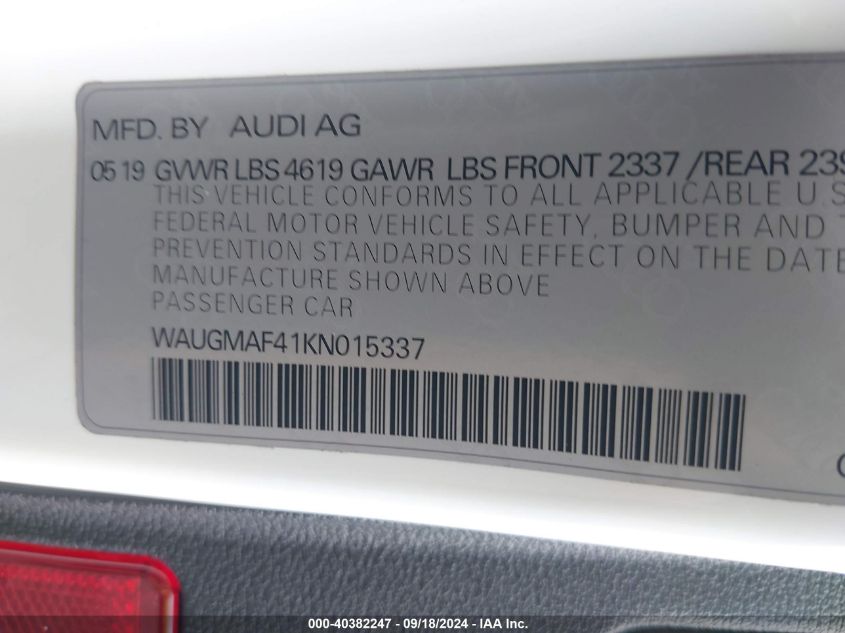 MFD. BY AUDI AG
05 19 GVWR LBS 4619 GAWR LBS FRONT 2337 /REAR
THIS VEHICLE CONFORMS TO ALL APPLICABLE U.S
FEDERAL MOTOR VEHICLE SAFETY, BUMPER AND
PREVENTION STANDARDS IN EFFECT ON THE DATE
MANUFACTURE SHOWN ABOVE
PASSENGER CAR
WAUGMAF41KN015337
000-40382247 - 09/18/2024 - IAA Inc.